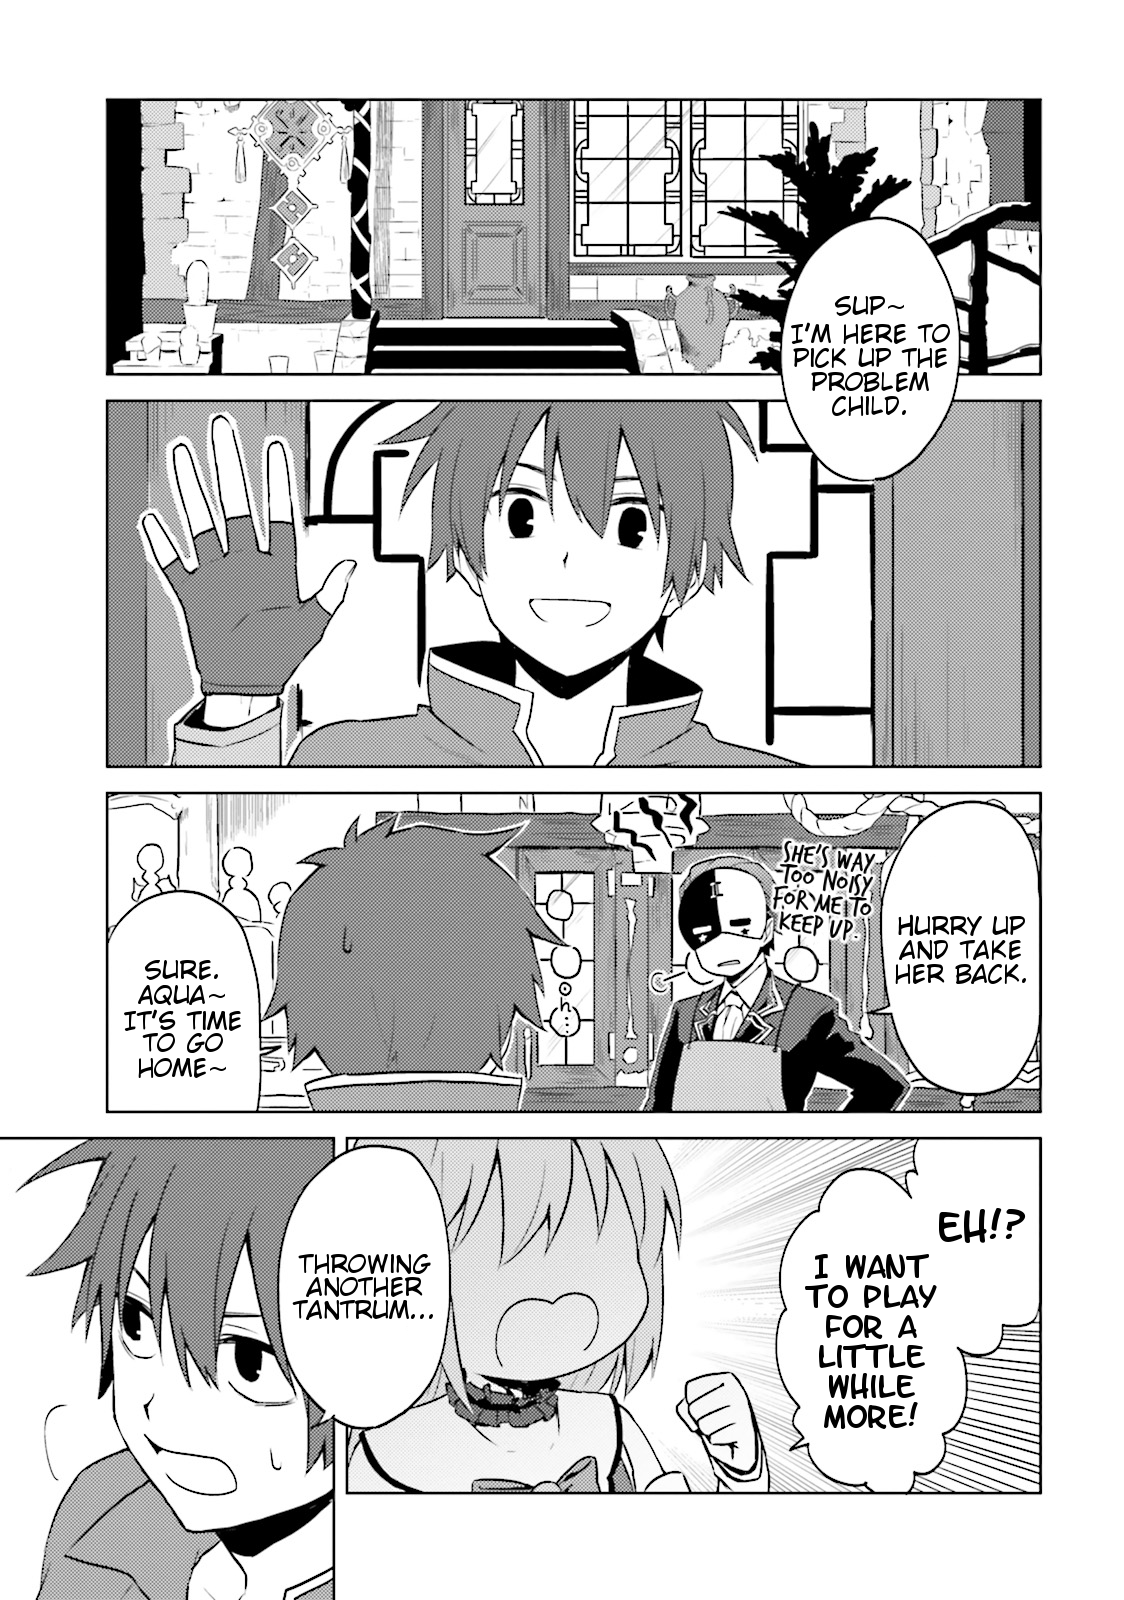 SUP~
I'M HERE TO
PICK UP THE
PROBLEM
CHILD.
HURRY UP
AND TAKE
HER BACK.
SHE'S WAY
TOO NOISY
FOR ME TO
KEEP UP.
SURE.
AQUA~
IT'S TIME
TO GO
HOME~
EH!?
I WANT
TO PLAY
FOR A
LITTLE
WHILE
MORE!
THROWING
ANOTHER
TANTRUM...